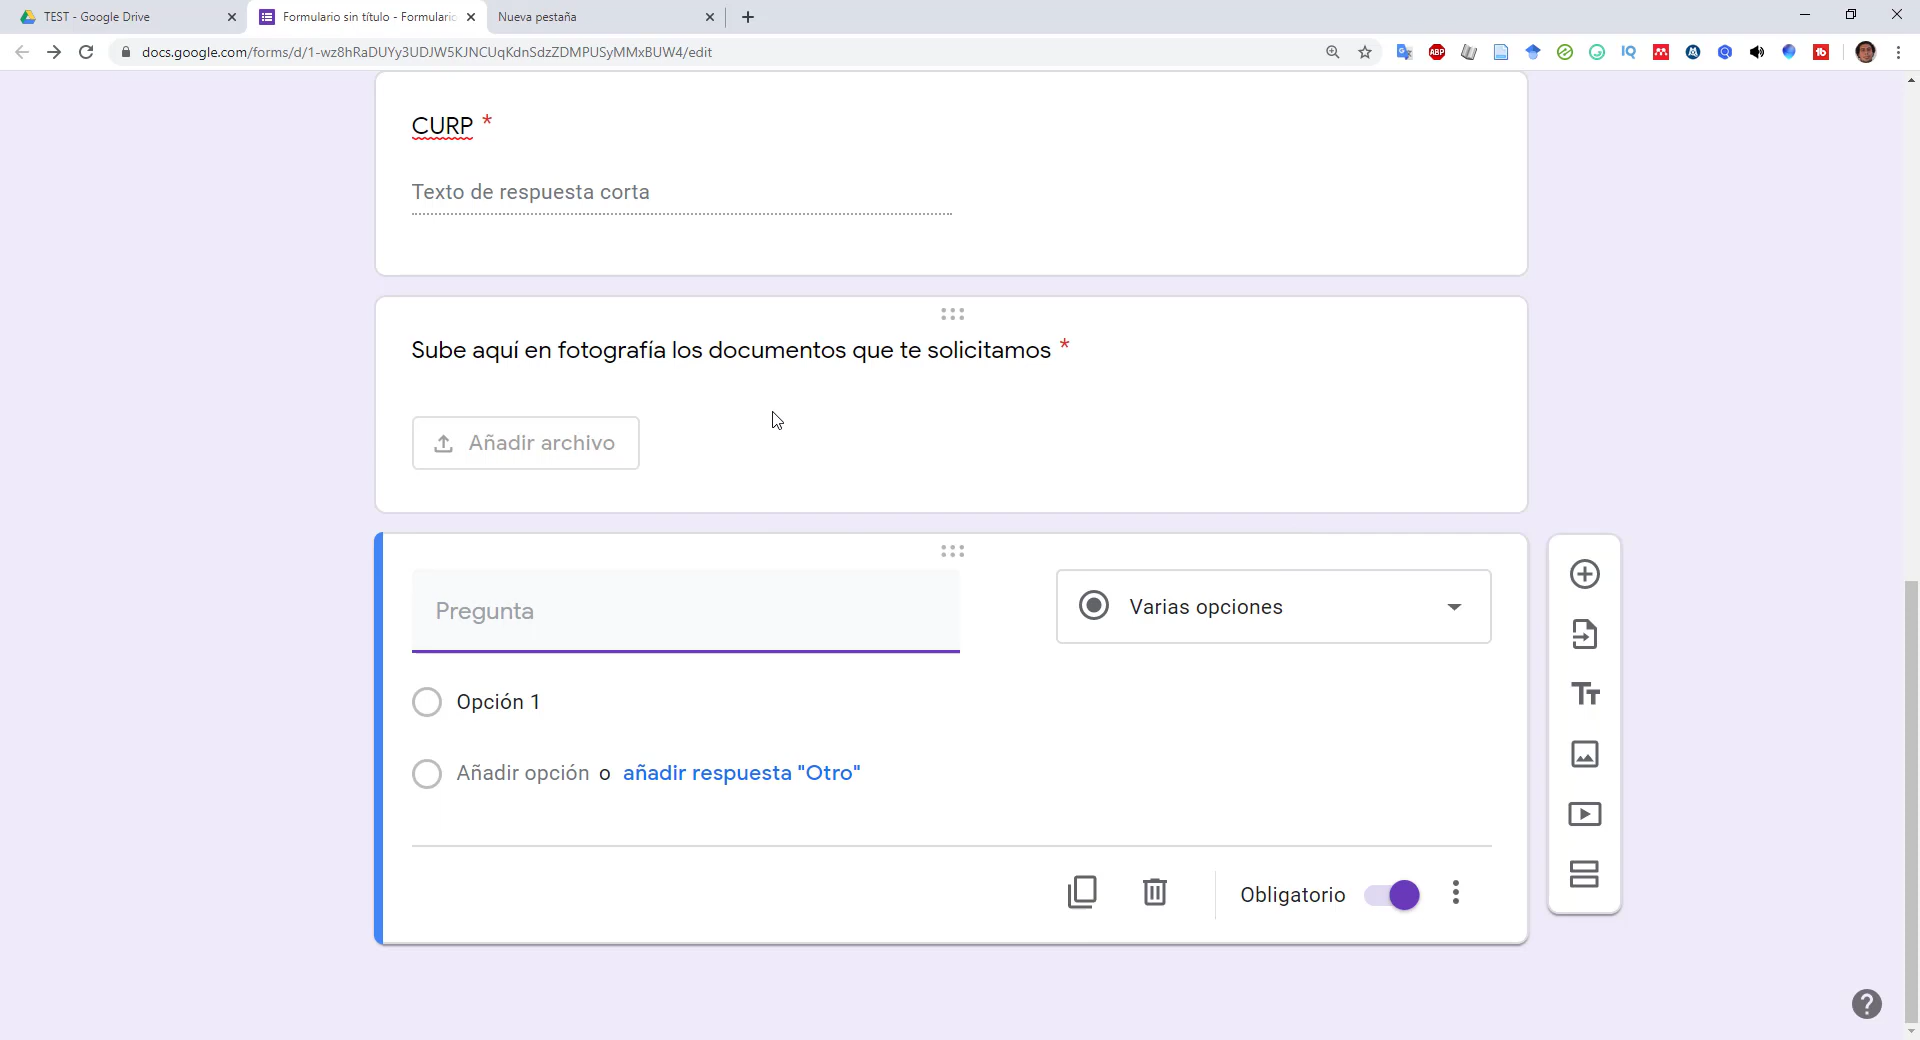 TEST - Google Drive
Formulario sin título - Formulario
Nueva pestaña
docs.google.com/forms/d/1-wz8hRaDUYy3UDJW5KJNCUqKdnSdzZDMPUSyMMxBUW4/edit
ABP
IQ
CURP *
Texto de respuesta corta
Sube aquí en fotografía los documentos que te solicitamos *
Añadir archivo
Pregunta
Varias opciones
Opción 1
Añadir opción o añadir respuesta "Otro"
Obligatorio